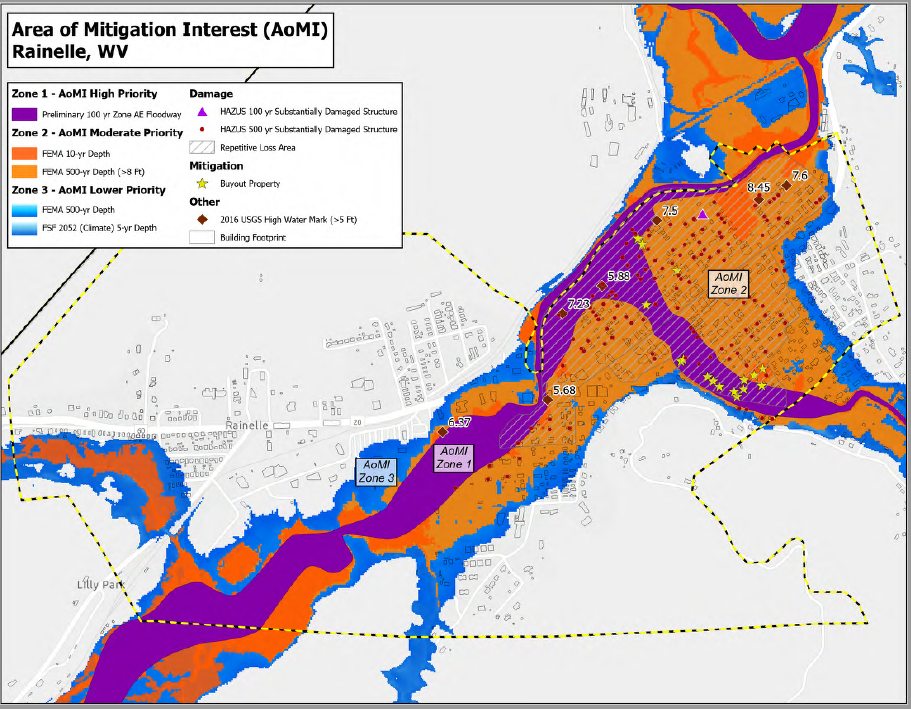 Area of Mitigation Interest (AoMI)
Rainelle, WV
Zone 1 - AoMI High Priority
Preliminary 100 yr Zone AE Floodway
Zone 2 - AoMI Moderate Priority
FEMA 10-yr Depth
FEMA 500-yr Depth (>8 Ft)
Zone 3 - AoMI Lower Priority
FEMA 500-yr Depth
FSF 2052 (Climate) 5-yr Depth
Damage
HAZUS 100 yr Substantially Damaged Structure
HAZUS 500 yr Substantially Damaged Structure
Repetitive Loss Area
Mitigation
Buyout Property
Other
2016 USGS High Water Mark (>5 Ft)
Building Footprint
7.6
8.45
7.5
5.88
7.23
AoMI
Zone 2
5.68
6.37
Rainelle
20
60
AoMI
Zone 3
AoMI
Zone 1
Lilly Park